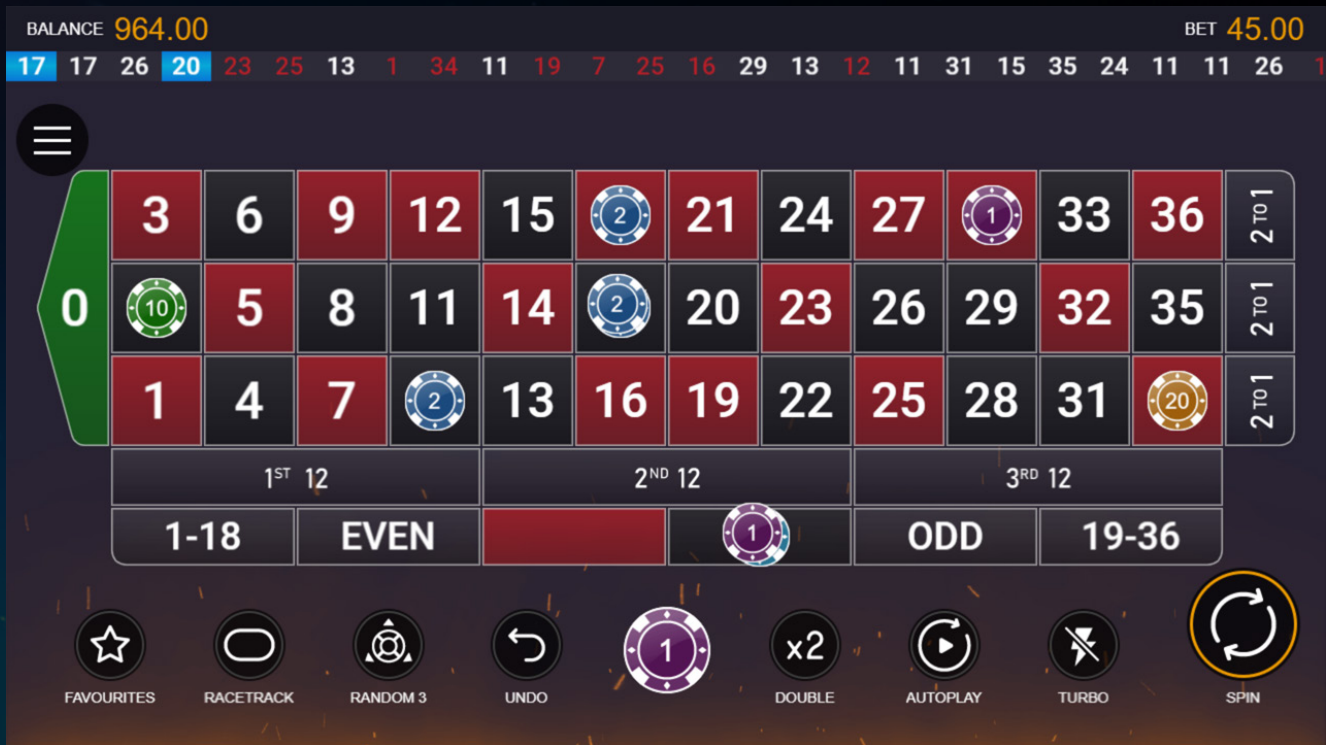 BALANCE 964.00 BET 45.00
17 17 26 20 23 25 13 1 34 11 19 7 25 16 29 13 12 11 31 15 35 24 11 11 26
3 6 9 12 15 2 21 24 27 1 33 36 2 TO 1
0 10 5 8 11 14 2 20 23 26 29 32 35 2 TO 1
1 4 7 2 13 16 19 22 25 28 31 20 2 TO 1
1ST 12 2ND 12 3RD 12
1-18 EVEN 1 ODD 19-36
1 x2
FAVOURITES RACETRACK RANDOM 3 UNDO DOUBLE AUTOPLAY TURBO SPIN